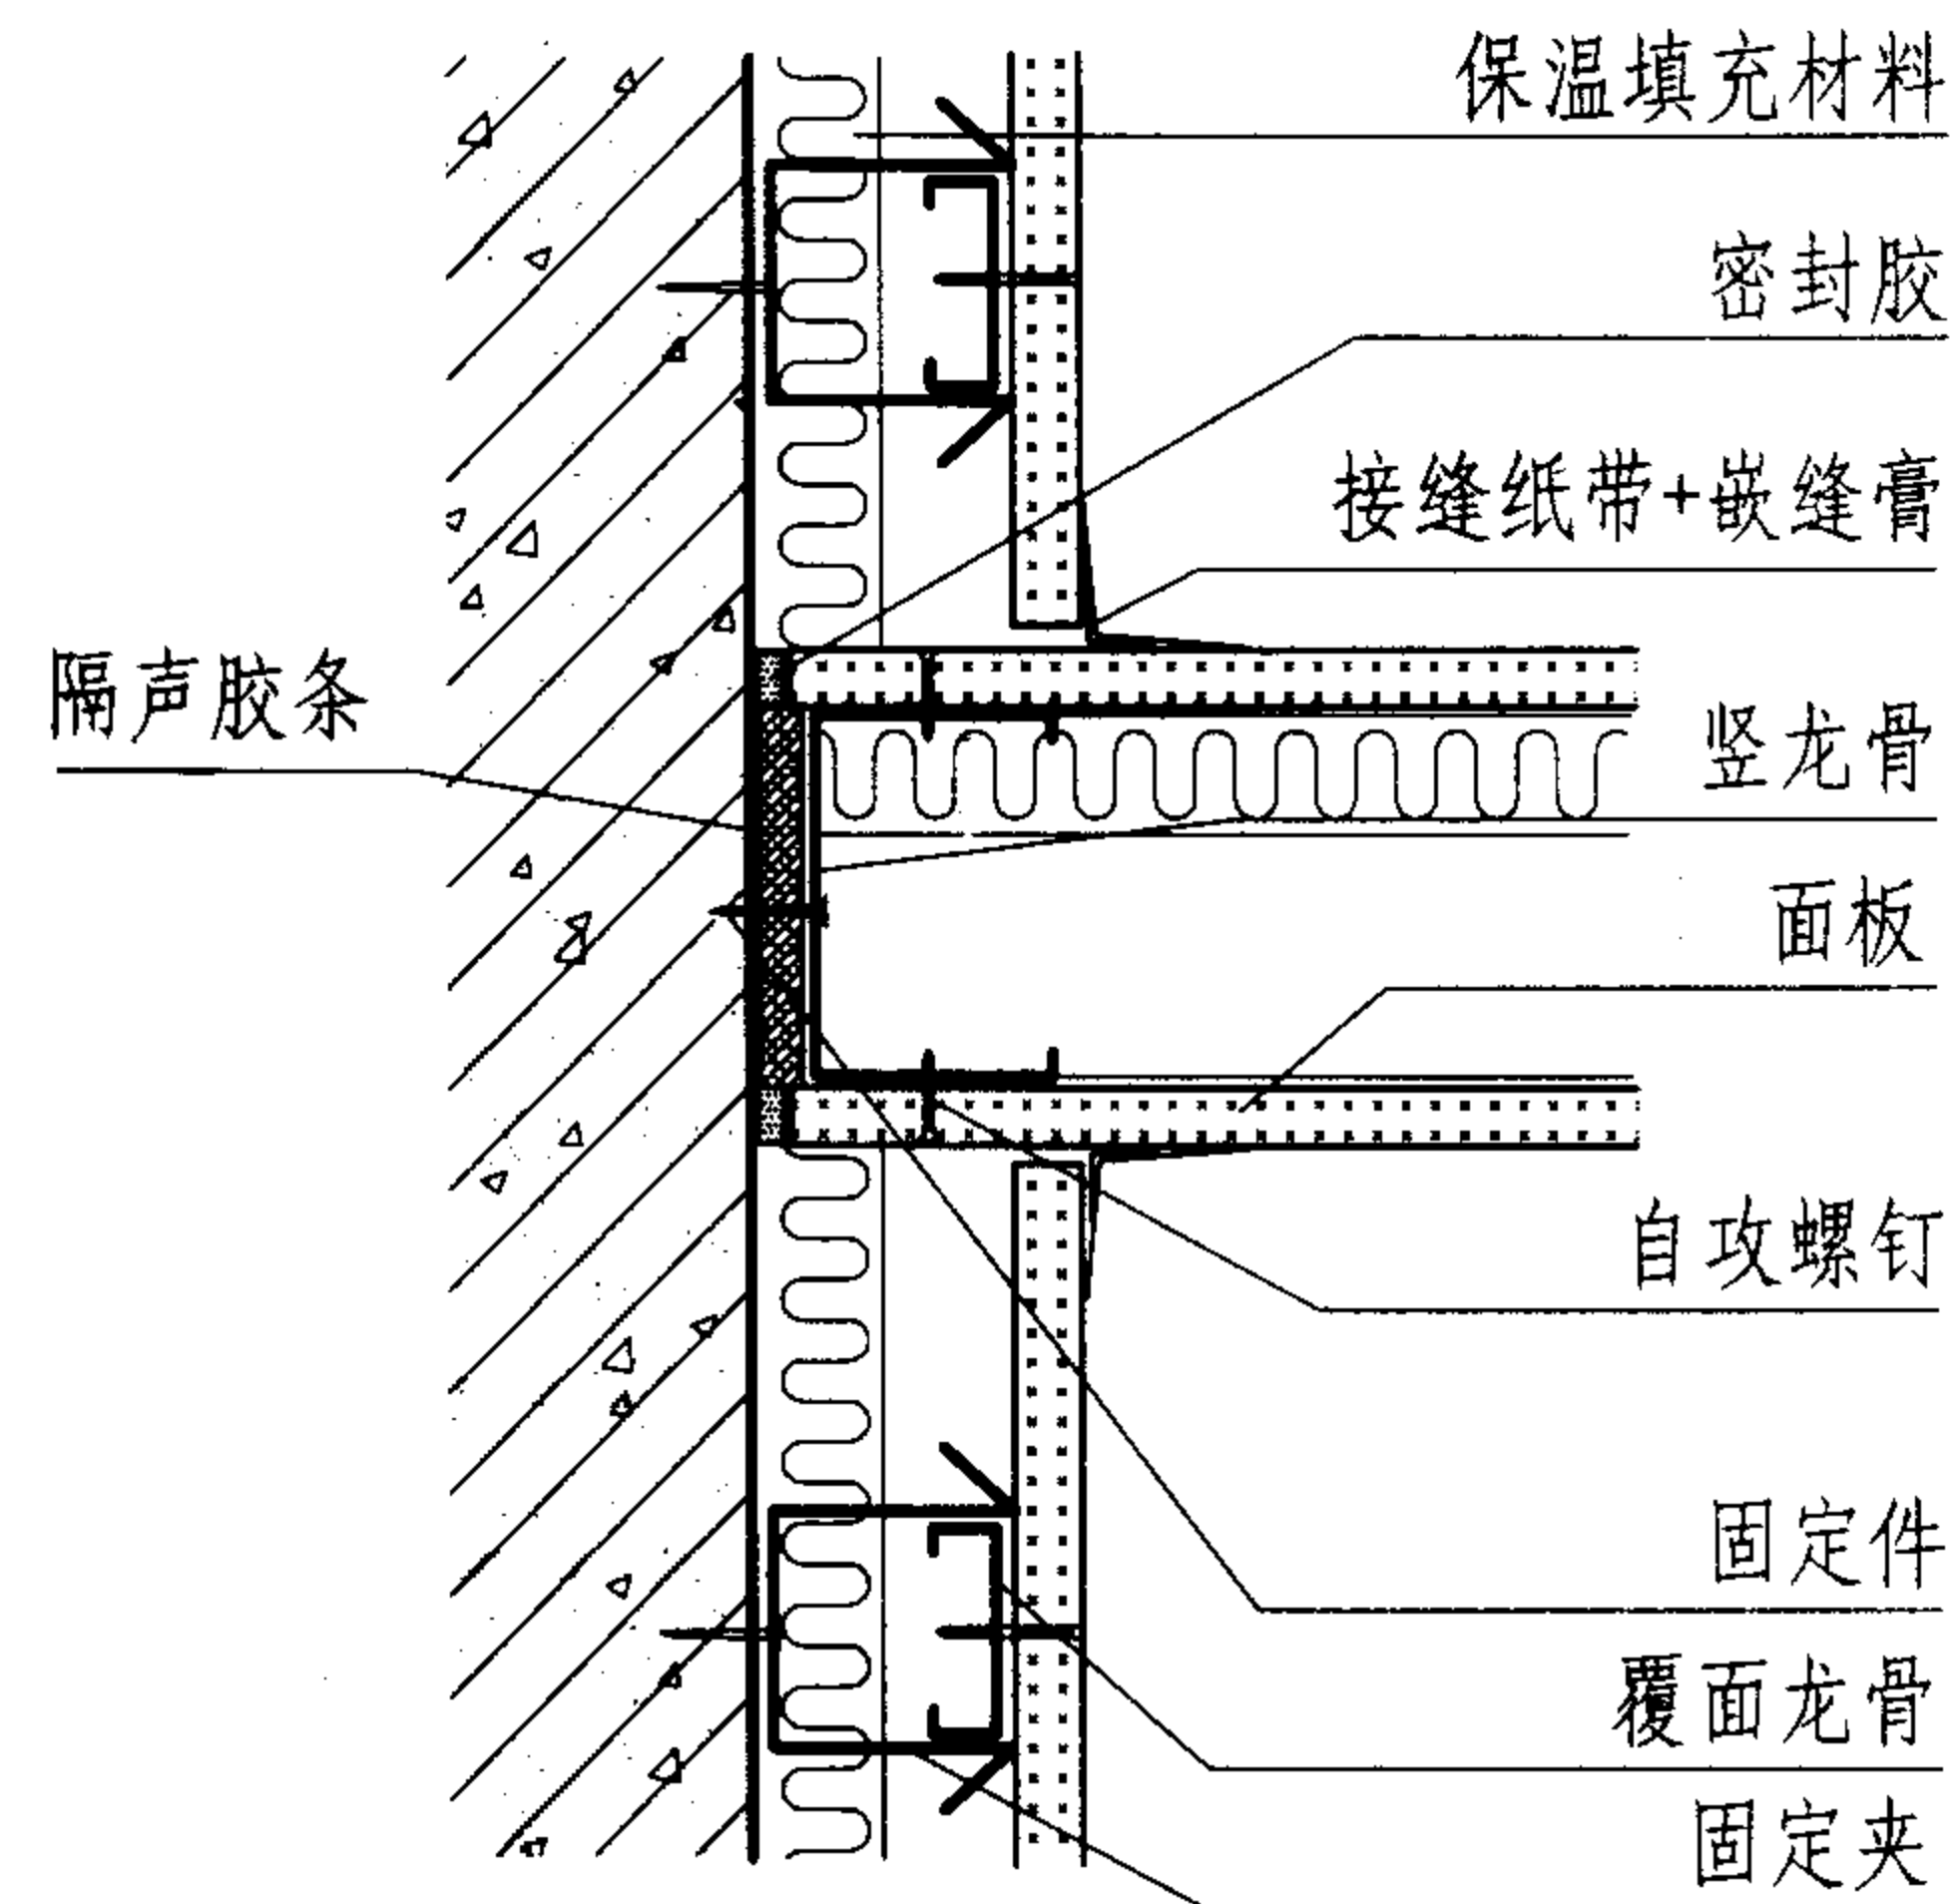 保温填充材料
密封胶
接缝纸带+嵌缝膏
隔声胶条
竖龙骨
面板
自攻螺钉
固定件
覆面龙骨
固定夹